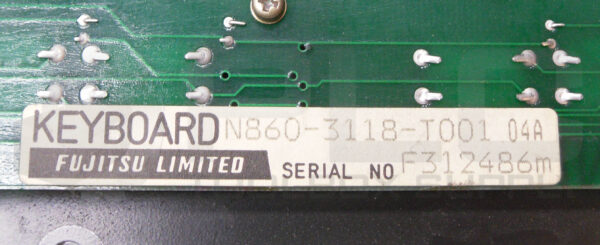 KEYBOARD N860-3118-T001 04A
FUJITSU LIMITED SERIAL NO F312486m